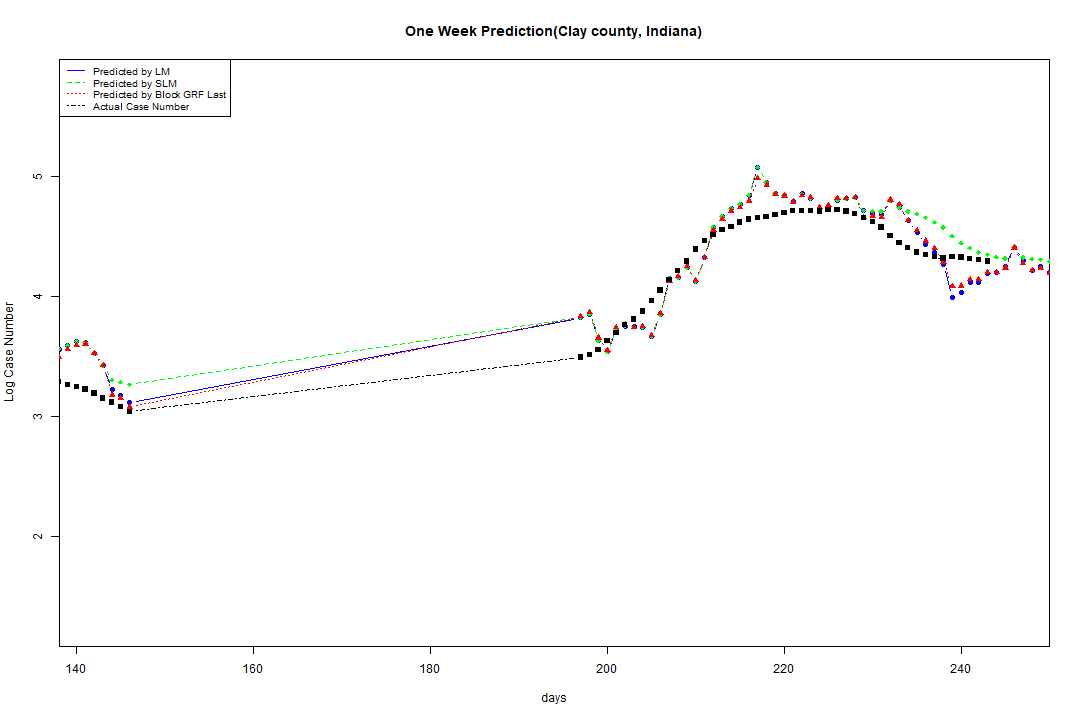 One Week Prediction(Clay county, Indiana)
Predicted by LM
Predicted by SLM
Predicted by Block GRF Last
Actual Case Number
5
4
3
2
Log Case Number
140 160 180 200 220 240
days